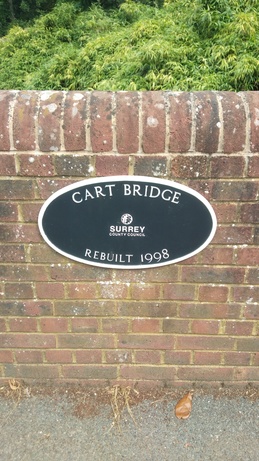 CART BRIDGE
SURREY
COUNTY COUNCIL
REBUILT 1998